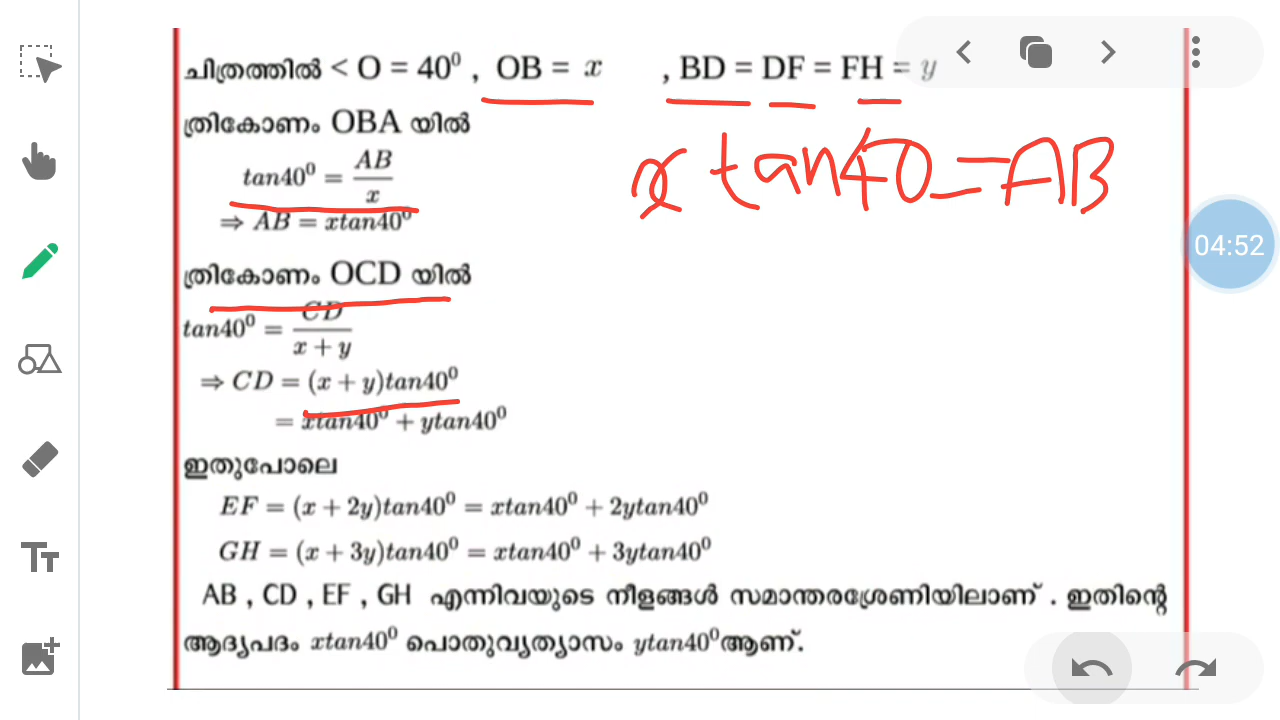 ചിത്രത്തിൽ < O = 40⁰ , OB = x , BD = DF = FH = y
ത്രികോണം OBA യിൽ
x tan40 = AB
tan40⁰ = AB/x
⇒ AB = xtan40⁰
04:52
ത്രികോണം OCD യിൽ
tan40⁰ = CD/x + y
⇒ CD = (x + y)tan40⁰
= xtan40⁰ + ytan40⁰
ഇതുപോലെ
EF = (x + 2y)tan40⁰ = xtan40⁰ + 2ytan40⁰
GH = (x + 3y)tan40⁰ = xtan40⁰ + 3ytan40⁰
AB , CD , EF , GH എന്നിവയുടെ നീളങ്ങൾ സമാന്തരശ്രേണിയിലാണ് . ഇതിന്റെ
ആദ്യപദം xtan40⁰ പൊതുവ്യത്യാസം ytan40⁰ആണ്.
Tт